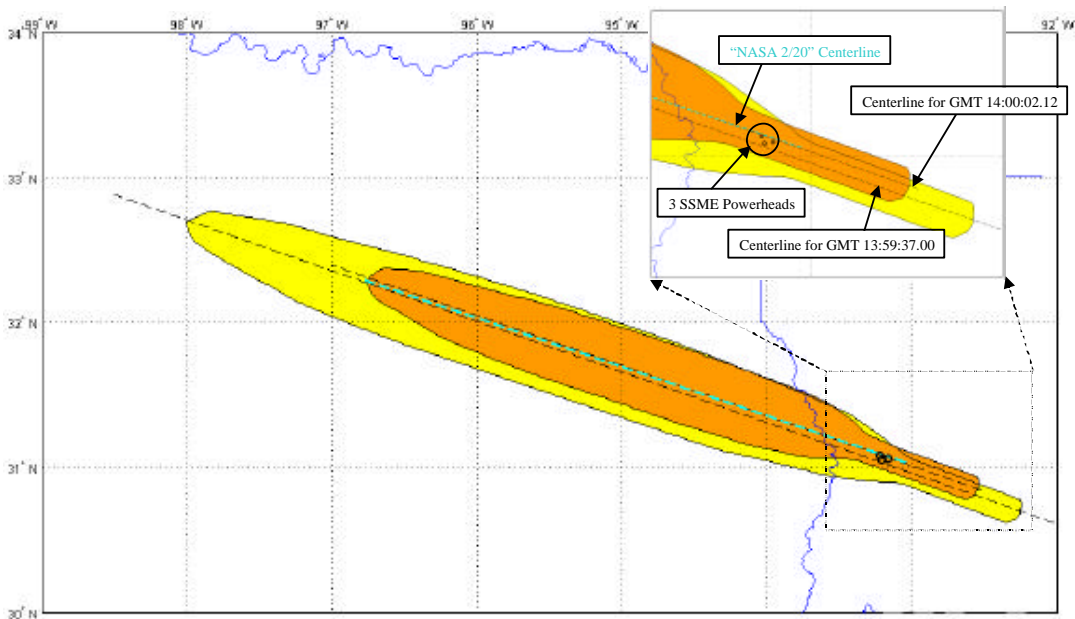 99° W
98° W
97° W
96° W
95° W
92° W
34° N
“NASA 2/20” Centerline
Centerline for GMT 14:00:02.12
33° N
3 SSME Powerheads
Centerline for GMT 13:59:37.00
32° N
31° N
30° N